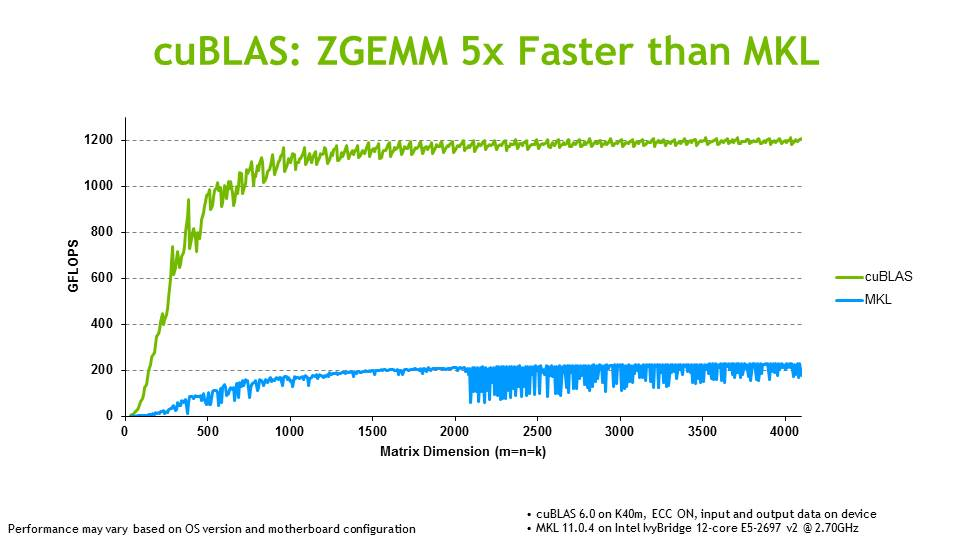 cuBLAS: ZGEMM 5x Faster than MKL
1200
1000
800
600
400
200
0
GFLOPS
0 500 1000 1500 2000 2500 3000 3500 4000
Matrix Dimension (m=n=k)
cuBLAS
MKL
• cuBLAS 6.0 on K40m, ECC ON, input and output data on device
• MKL 11.0.4 on Intel IvyBridge 12-core E5-2697 v2 @ 2.70GHz
Performance may vary based on OS version and motherboard configuration